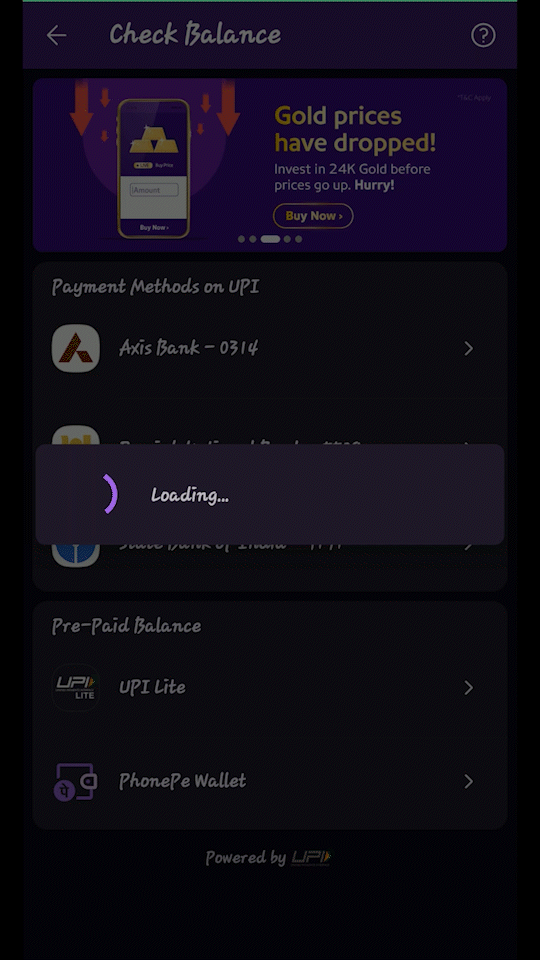 Check Balance
*T&C Apply
Gold prices
have dropped!
Invest in 24K Gold before
prices go up. Hurry!
Buy Now ›
Buy Price
Amount
Buy Now ›
Payment Methods on UPI
Axis Bank - 0314
Loading...
State Bank of India -
Pre-Paid Balance
UPI LITE
UPI Lite
PhonePe Wallet
Powered by UPI